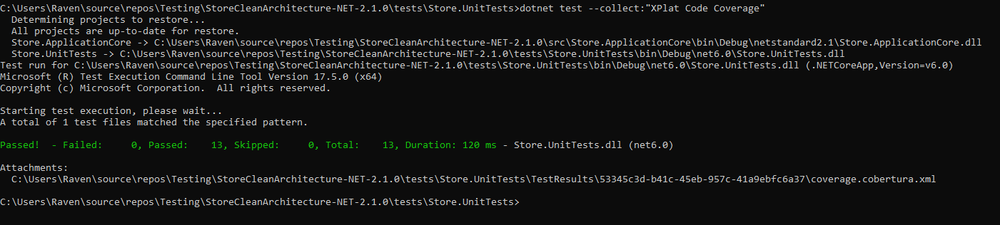 C:\Users\Raven\source\repos\Testing\StoreCleanArchitecture-NET-2.1.0\tests\Store.UnitTests>dotnet test --collect:"XPlat Code Coverage"
  Determining projects to restore...
  All projects are up-to-date for restore.
  Store.ApplicationCore -> C:\Users\Raven\source\repos\Testing\StoreCleanArchitecture-NET-2.1.0\src\Store.ApplicationCore\bin\Debug\netstandard2.1\Store.ApplicationCore.dll
  Store.UnitTests -> C:\Users\Raven\source\repos\Testing\StoreCleanArchitecture-NET-2.1.0\tests\Store.UnitTests\bin\Debug\net6.0\Store.UnitTests.dll
Test run for C:\Users\Raven\source\repos\Testing\StoreCleanArchitecture-NET-2.1.0\tests\Store.UnitTests\bin\Debug\net6.0\Store.UnitTests.dll (.NETCoreApp,Version=v6.0)
Microsoft (R) Test Execution Command Line Tool Version 17.5.0 (x64)
Copyright (c) Microsoft Corporation.  All rights reserved.

Starting test execution, please wait...
A total of 1 test files matched the specified pattern.

Passed!  - Failed:     0, Passed:    13, Skipped:     0, Total:    13, Duration: 120 ms - Store.UnitTests.dll (net6.0)

Attachments:
  C:\Users\Raven\source\repos\Testing\StoreCleanArchitecture-NET-2.1.0\tests\Store.UnitTests\TestResults\53345c3d-b41c-45eb-957c-41a9ebfc6a37\coverage.cobertura.xml

C:\Users\Raven\source\repos\Testing\StoreCleanArchitecture-NET-2.1.0\tests\Store.UnitTests>